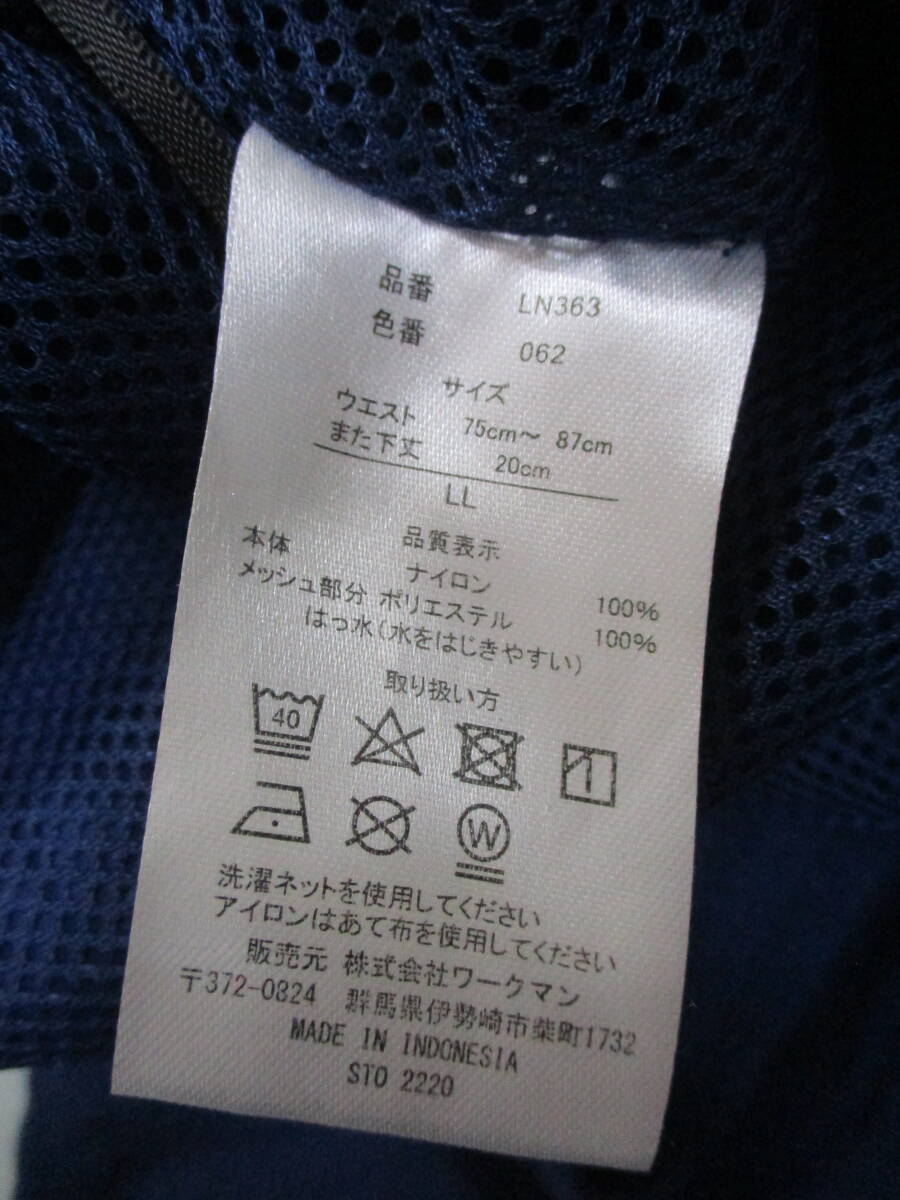 品番 LN363
色番 062
サイズ
ウエスト 75cm～ 87cm
また下丈 20cm
LL
品質表示
本体 ナイロン 100%
メッシュ部分 ポリエステル 100%
はっ水(水をはじきやすい)
取り扱い方
40
W
洗濯ネットを使用してください
アイロンはあて布を使用してください
販売元 株式会社ワークマン
〒372-0824 群馬県伊勢崎市柴町1732
MADE IN INDONESIA
STO 2220